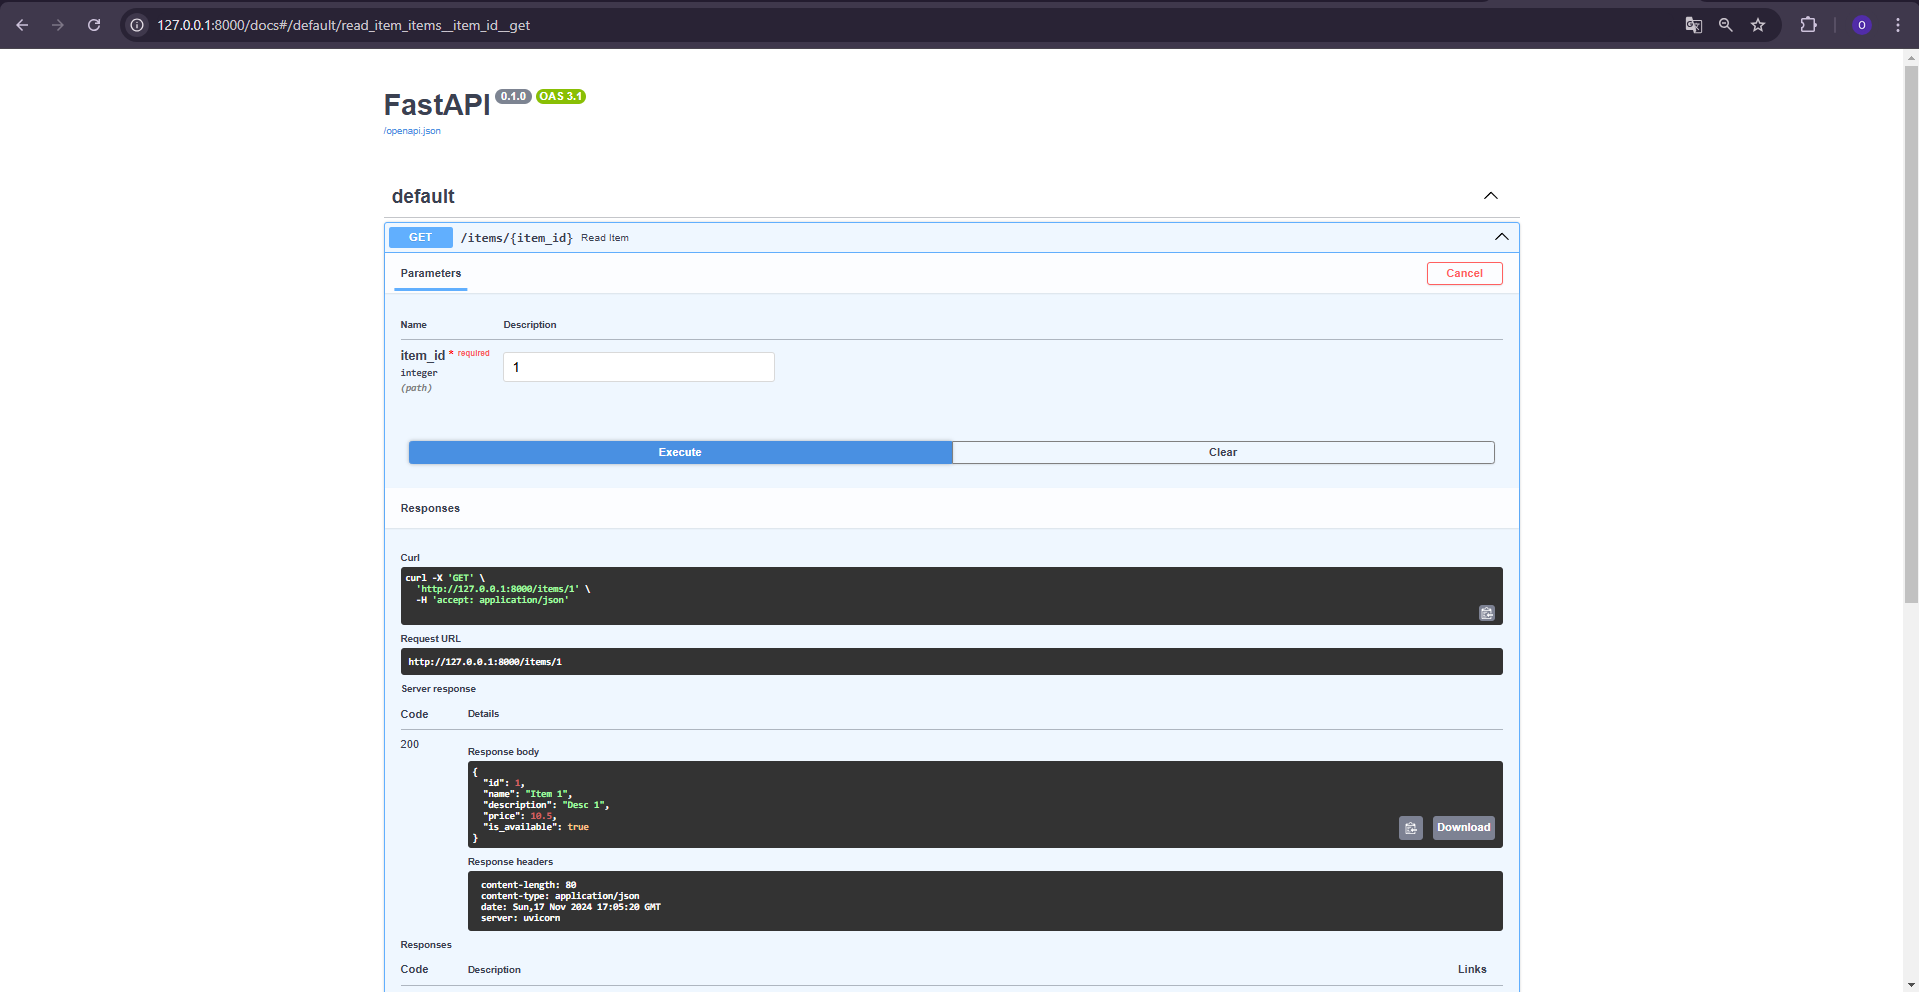 127.0.0.1:8000/docs#/default/read_item_items__item_id__get
O
FastAPI 0.1.0 OAS 3.1
/openapi.json
default
GET /items/{item_id} Read Item
Parameters
Cancel
Name Description
item_id * required
integer
(path)
1
Execute Clear
Responses
Curl
curl -X 'GET' \
'http://127.0.0.1:8000/items/1' \
-H 'accept: application/json'
Request URL
http://127.0.0.1:8000/items/1
Server response
Code Details
200
Response body
{
"id": 1,
"name": "Item 1",
"description": "Desc 1",
"price": 10.5,
"is_available": true
}
Download
Response headers
content-length: 80
content-type: application/json
date: Sun,17 Nov 2024 17:05:20 GMT
server: uvicorn
Responses
Code Description Links